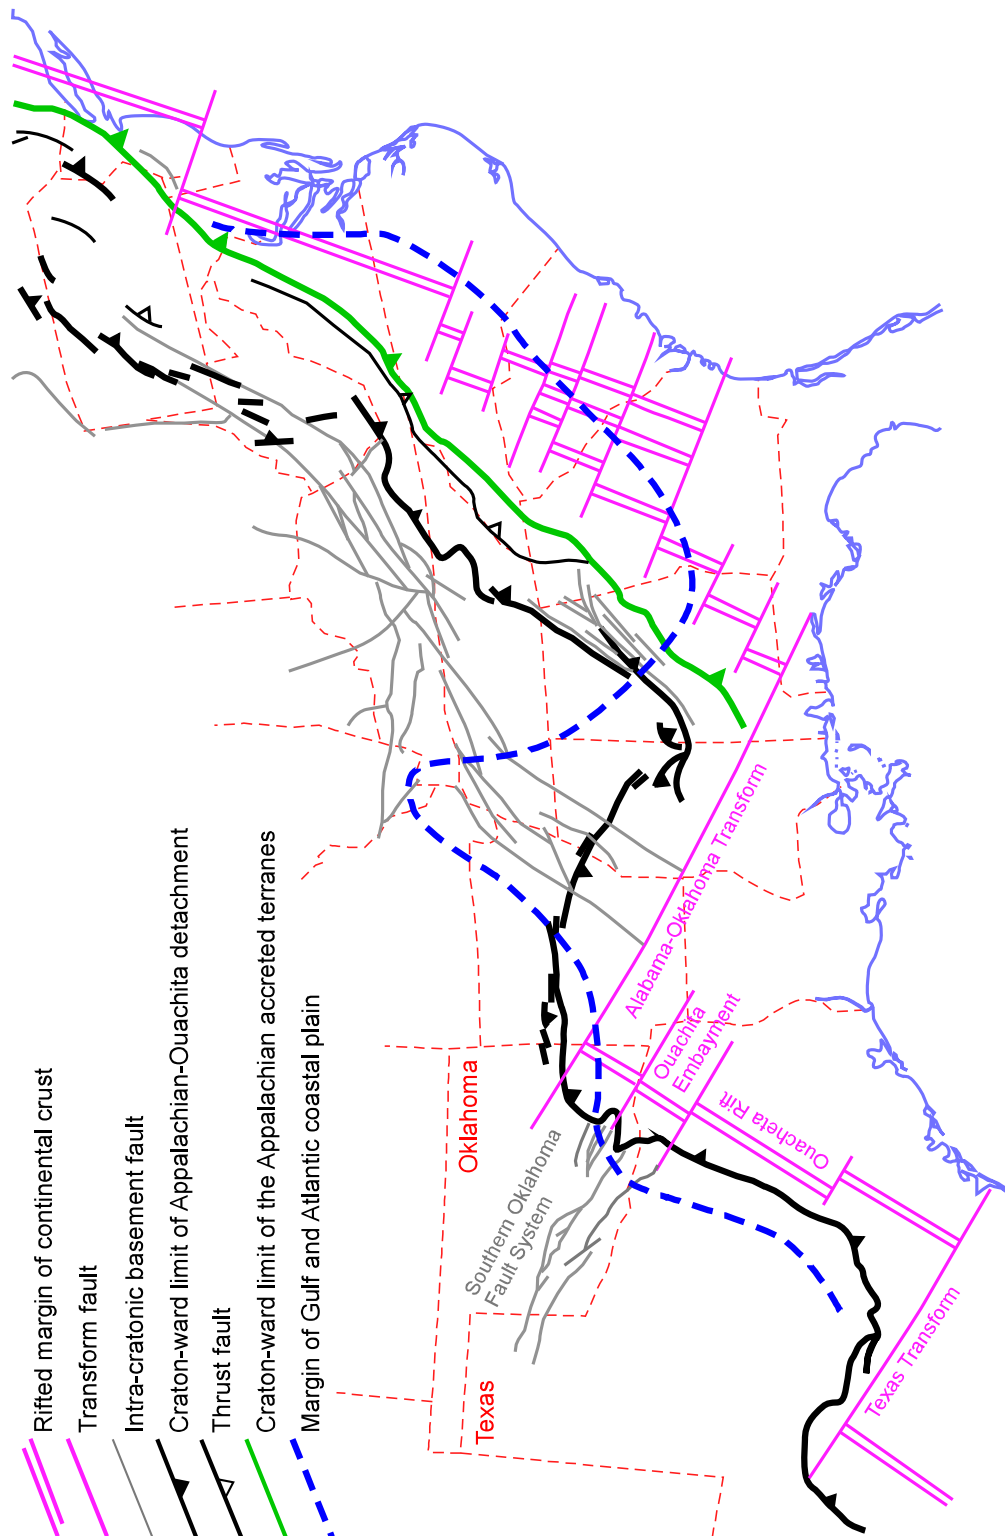 Rifted margin of continental crust
Transform fault
Intra-cratonic basement fault
Craton-ward limit of Appalachian-Ouachita detachment
Thrust fault
Craton-ward limit of the Appalachian accreted terranes
Margin of Gulf and Atlantic coastal plain
Oklahoma
Texas
Southern Oklahoma
Fault System
Alabama-Oklahoma Transform
Ouachita
Embayment
Ouacheta Rift
Texas Transform